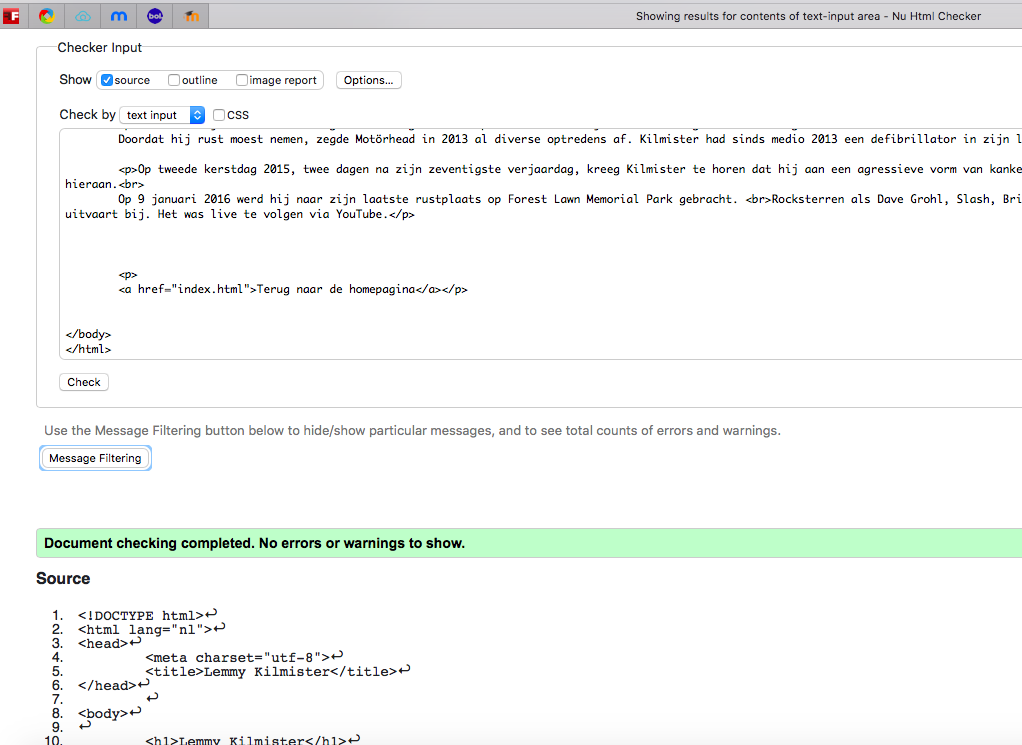 F bol. m
Showing results for contents of text-input area - Nu Html Checker
Checker Input
Show source outline image report Options...
Check by text input CSS
Doordat hij rust moest nemen, zegde Motörhead in 2013 al diverse optredens af. Kilmister had sinds medio 2013 een defibrillator in zijn l
<p>Op tweede kerstdag 2015, twee dagen na zijn zeventigste verjaardag, kreeg Kilmister te horen dat hij aan een agressieve vorm van kanke
hieraan.<br>
Op 9 januari 2016 werd hij naar zijn laatste rustplaats op Forest Lawn Memorial Park gebracht. <br>Rocksterren als Dave Grohl, Slash, Bri
uitvaart bij. Het was live te volgen via YouTube.</p>
<p>
<a href="index.html">Terug naar de homepagina</a></p>
</body>
</html>
Check
Use the Message Filtering button below to hide/show particular messages, and to see total counts of errors and warnings.
Message Filtering
Document checking completed. No errors or warnings to show.
Source
1. <!DOCTYPE html>↩
2. <html lang="nl">↩
3. <head>↩
4. <meta charset="utf-8">↩
5. <title>Lemmy Kilmister</title>↩
6. </head>↩
7. ↩
8. <body>↩
9. ↩
10. <h1>Lemmy Kilmister</h1>↩